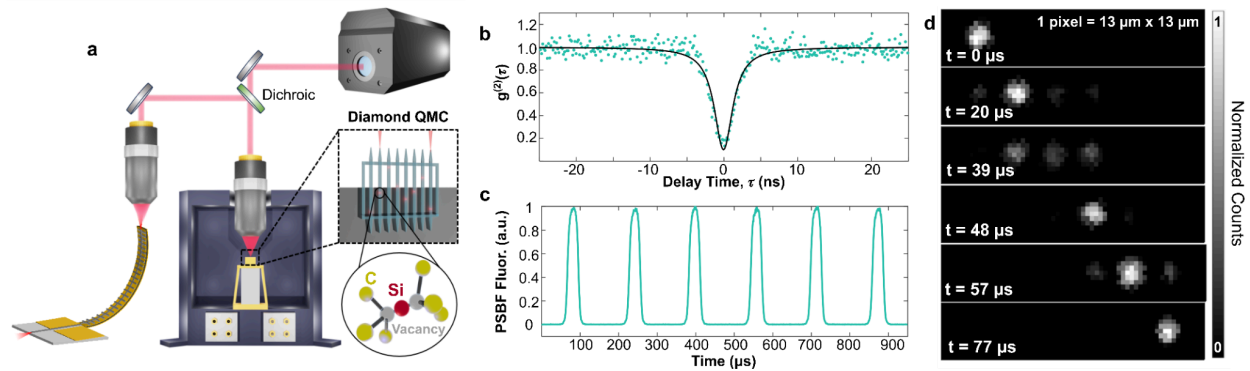 a
Dichroic
Diamond QMC
C
Si
Vacancy
b
g(2)(τ)
1.2
1.0
0.8
0.6
0.4
0.2
-20 -10 0 10 20
Delay Time, τ (ns)
c
PSBF Fluor. (a.u.)
1
0.8
0.6
0.4
0.2
0
100 200 300 400 500 600 700 800 900
Time (µs)
d
1 pixel = 13 µm x 13 µm
t = 0 µs
t = 20 µs
t = 39 µs
t = 48 µs
t = 57 µs
t = 77 µs
1
Normalized Counts
0